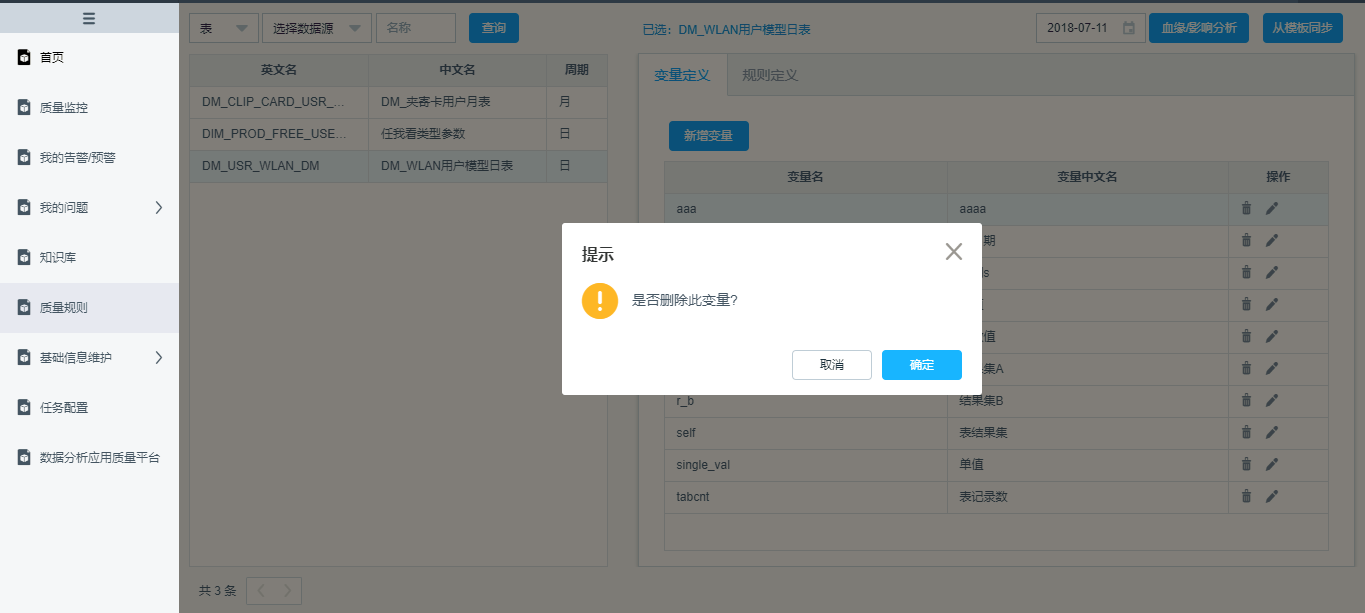 首页
质量监控
我的告警/预警
我的问题
知识库
质量规则
基础信息维护
任务配置
数据分析应用质量平台
表 选择数据源 名称 查询
英文名 中文名 周期
DM_CLIP_CARD_USR_... DM_夹寄卡用户月表 月
DIM_PROD_FREE_USE... 任我看类型参数 日
DM_USR_WLAN_DM DM_WLAN用户模型日表 日
共 3 条
已选：DM_WLAN用户模型日表 2018-07-11 血缘/影响分析 从模板同步
变量定义 规则定义
新增变量
变量名 变量中文名 操作
aaa aaaa
期
s
值
集A
r_b 结果集B
self 表结果集
single_val 单值
tabcnt 表记录数
提示
是否删除此变量?
取消 确定